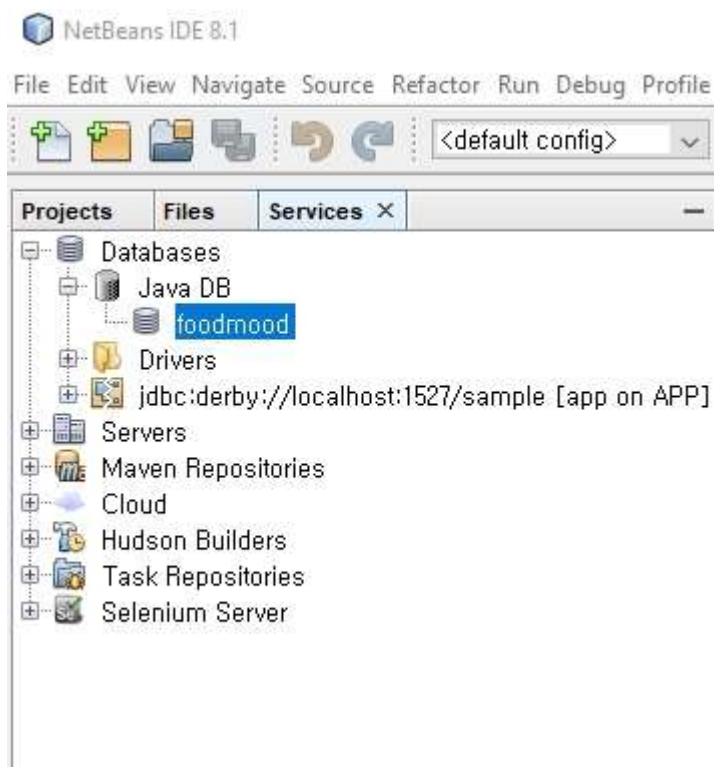 NetBeans IDE 8.1
File Edit View Navigate Source Refactor Run Debug Profile
<default config>
Projects Files Services
Databases
Java DB
foodmood
Drivers
jdbc:derby://localhost:1527/sample [app on APP]
Servers
Maven Repositories
Cloud
Hudson Builders
Task Repositories
Selenium Server